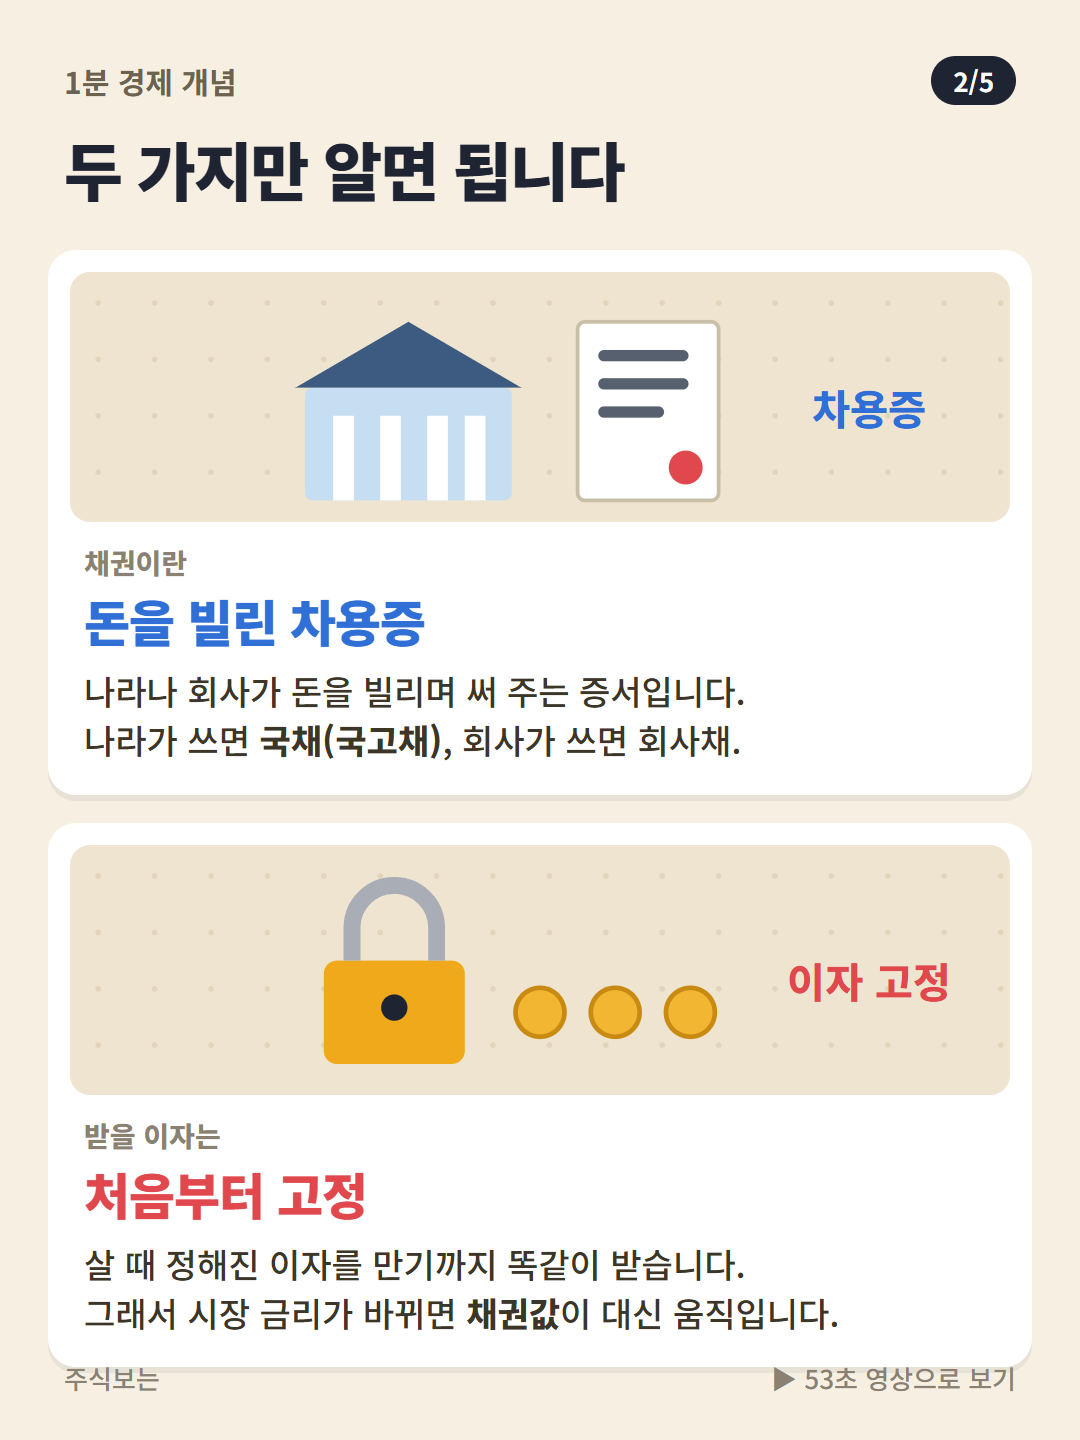 1분 경제 개념
2/5
두 가지만 알면 됩니다
차용증
채권이란
돈을 빌린 차용증
나라나 회사가 돈을 빌리며 써 주는 증서입니다.
나라가 쓰면 국채(국고채), 회사가 쓰면 회사채.
이자 고정
받을 이자는
처음부터 고정
살 때 정해진 이자를 만기까지 똑같이 받습니다.
그래서 시장 금리가 바뀌면 채권값이 대신 움직입니다.
주식보는
▶ 53초 영상으로 보기